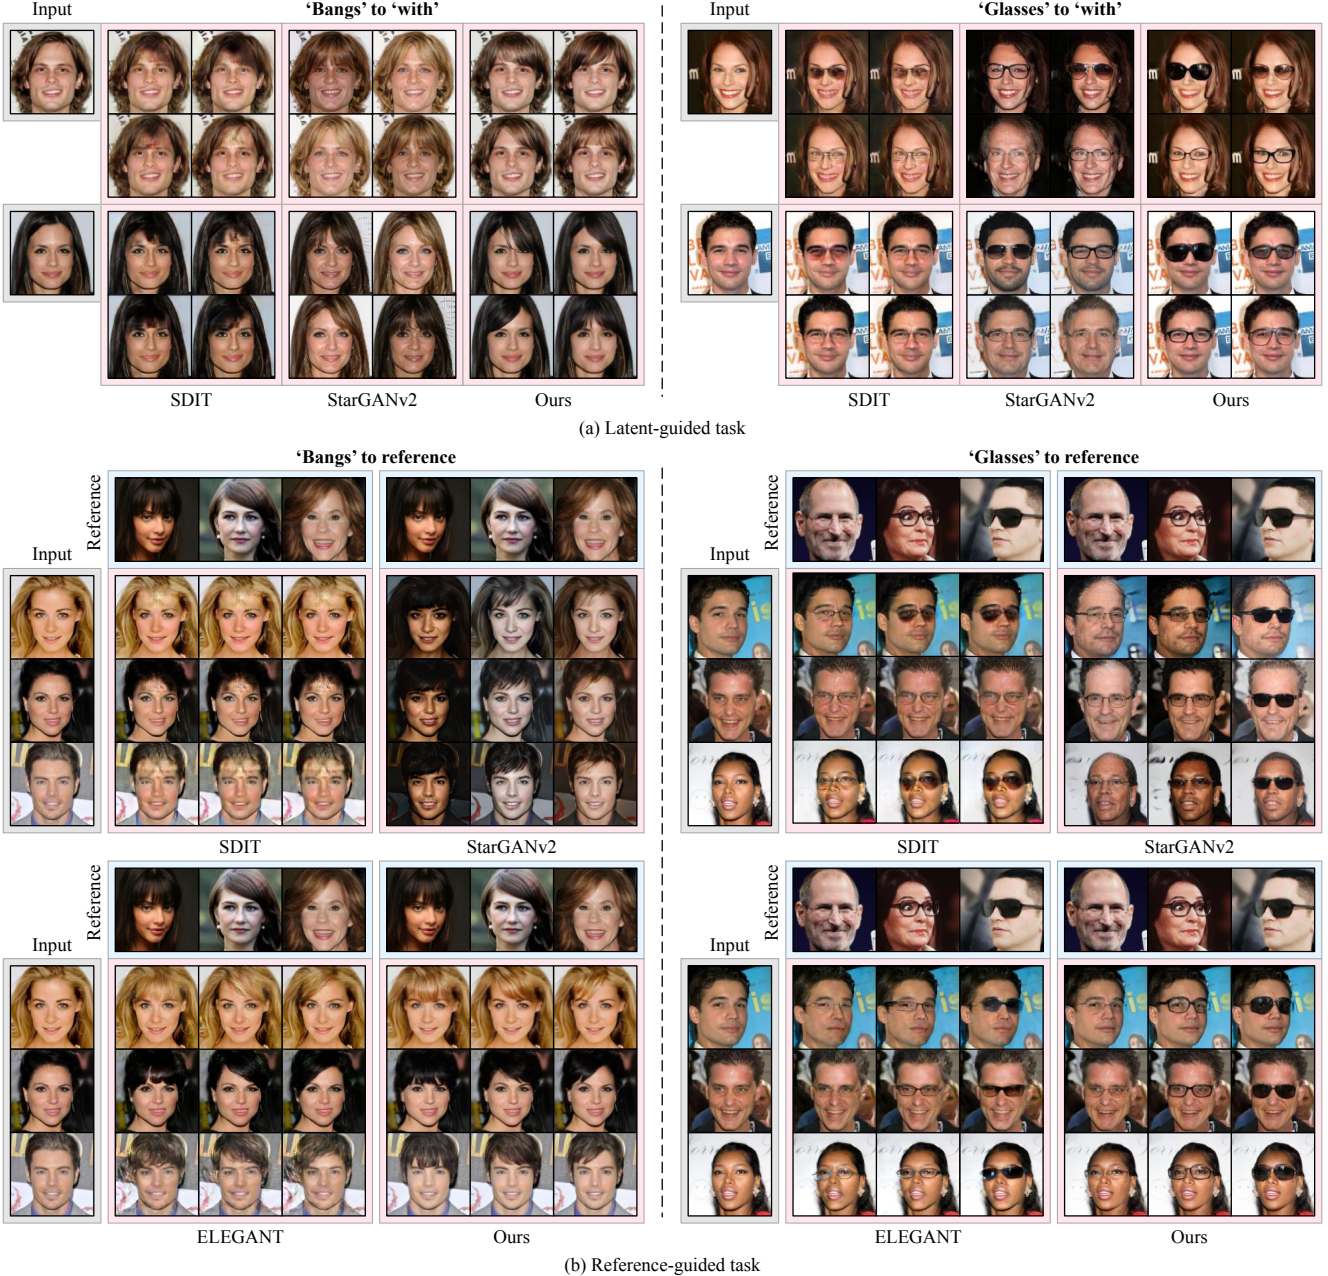 Input
'Bangs' to 'with'
Input
'Glasses' to 'with'
SDIT
StarGANv2
Ours
SDIT
StarGANv2
Ours
(a) Latent-guided task
'Bangs' to reference
'Glasses' to reference
Reference
Reference
Input
Input
SDIT
StarGANv2
SDIT
StarGANv2
Reference
Reference
Input
Input
ELEGANT
Ours
ELEGANT
Ours
(b) Reference-guided task